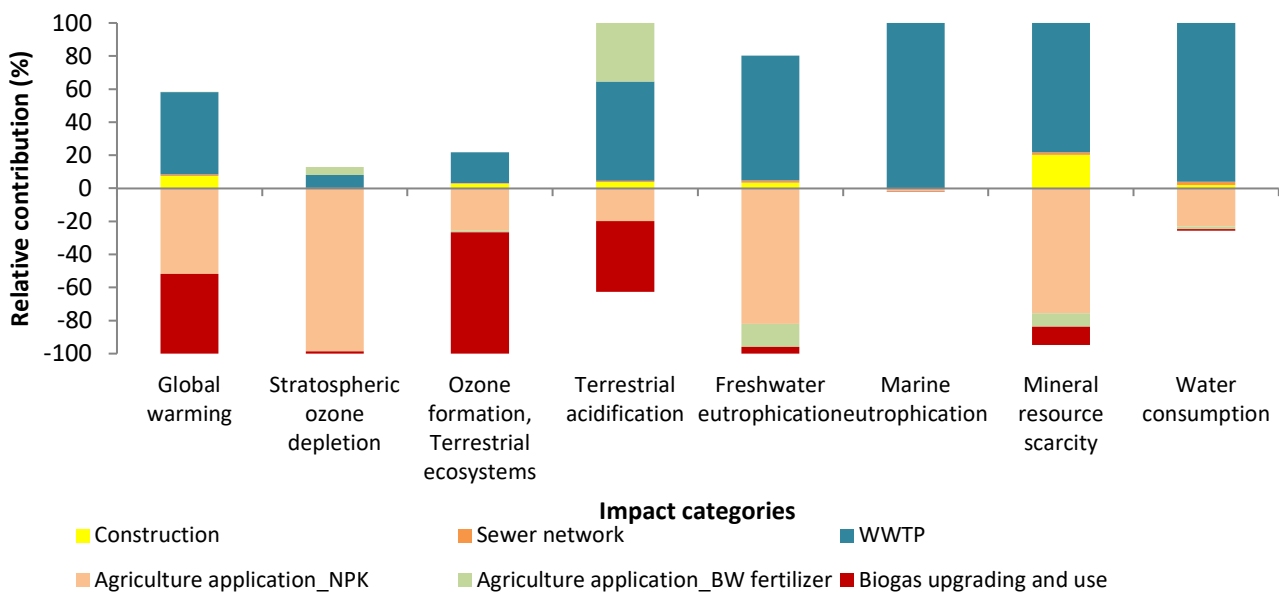 Relative contribution (%)
100
80
60
40
20
0
-20
-40
-60
-80
-100
Global
warming
Stratospheric
ozone
depletion
Ozone
formation,
Terrestrial
ecosystems
Terrestrial
acidification
Freshwater
eutrophication
Marine
eutrophication
Mineral
resource
scarcity
Water
consumption
Impact categories
Construction
Sewer network
WWTP
Agriculture application_NPK
Agriculture application_BW fertilizer
Biogas upgrading and use